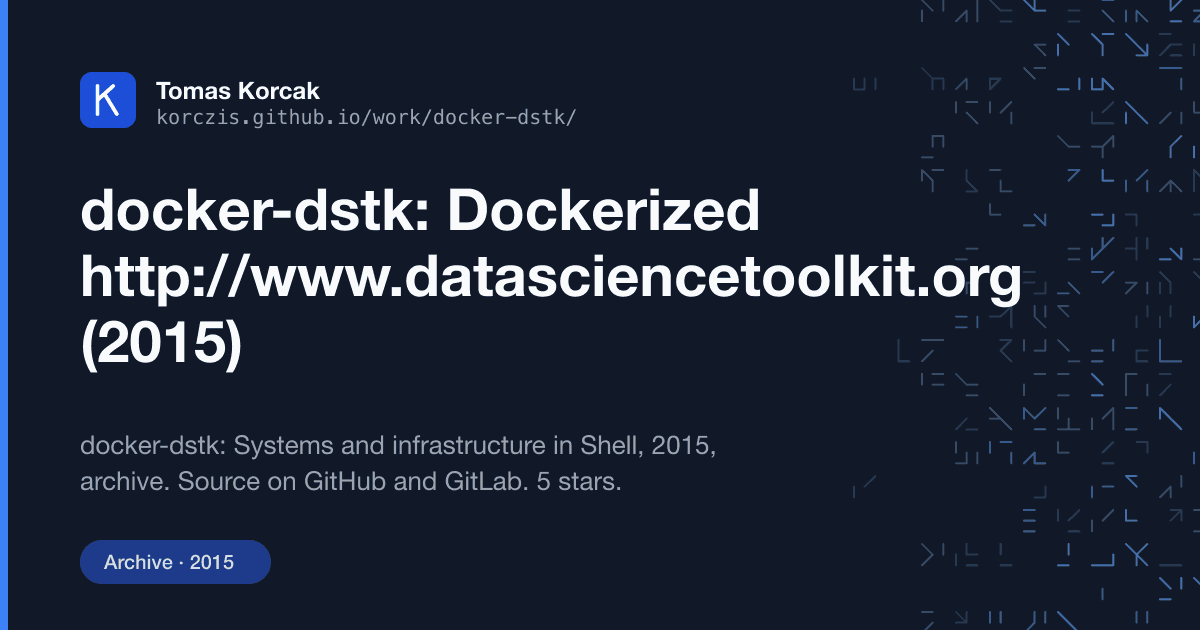 K
Tomas Korcak
korczis.github.io/work/docker-dstk/
docker-dstk: Dockerized
http://www.datasciencetoolkit.org
(2015)
docker-dstk: Systems and infrastructure in Shell, 2015,
archive. Source on GitHub and GitLab. 5 stars.
Archive · 2015